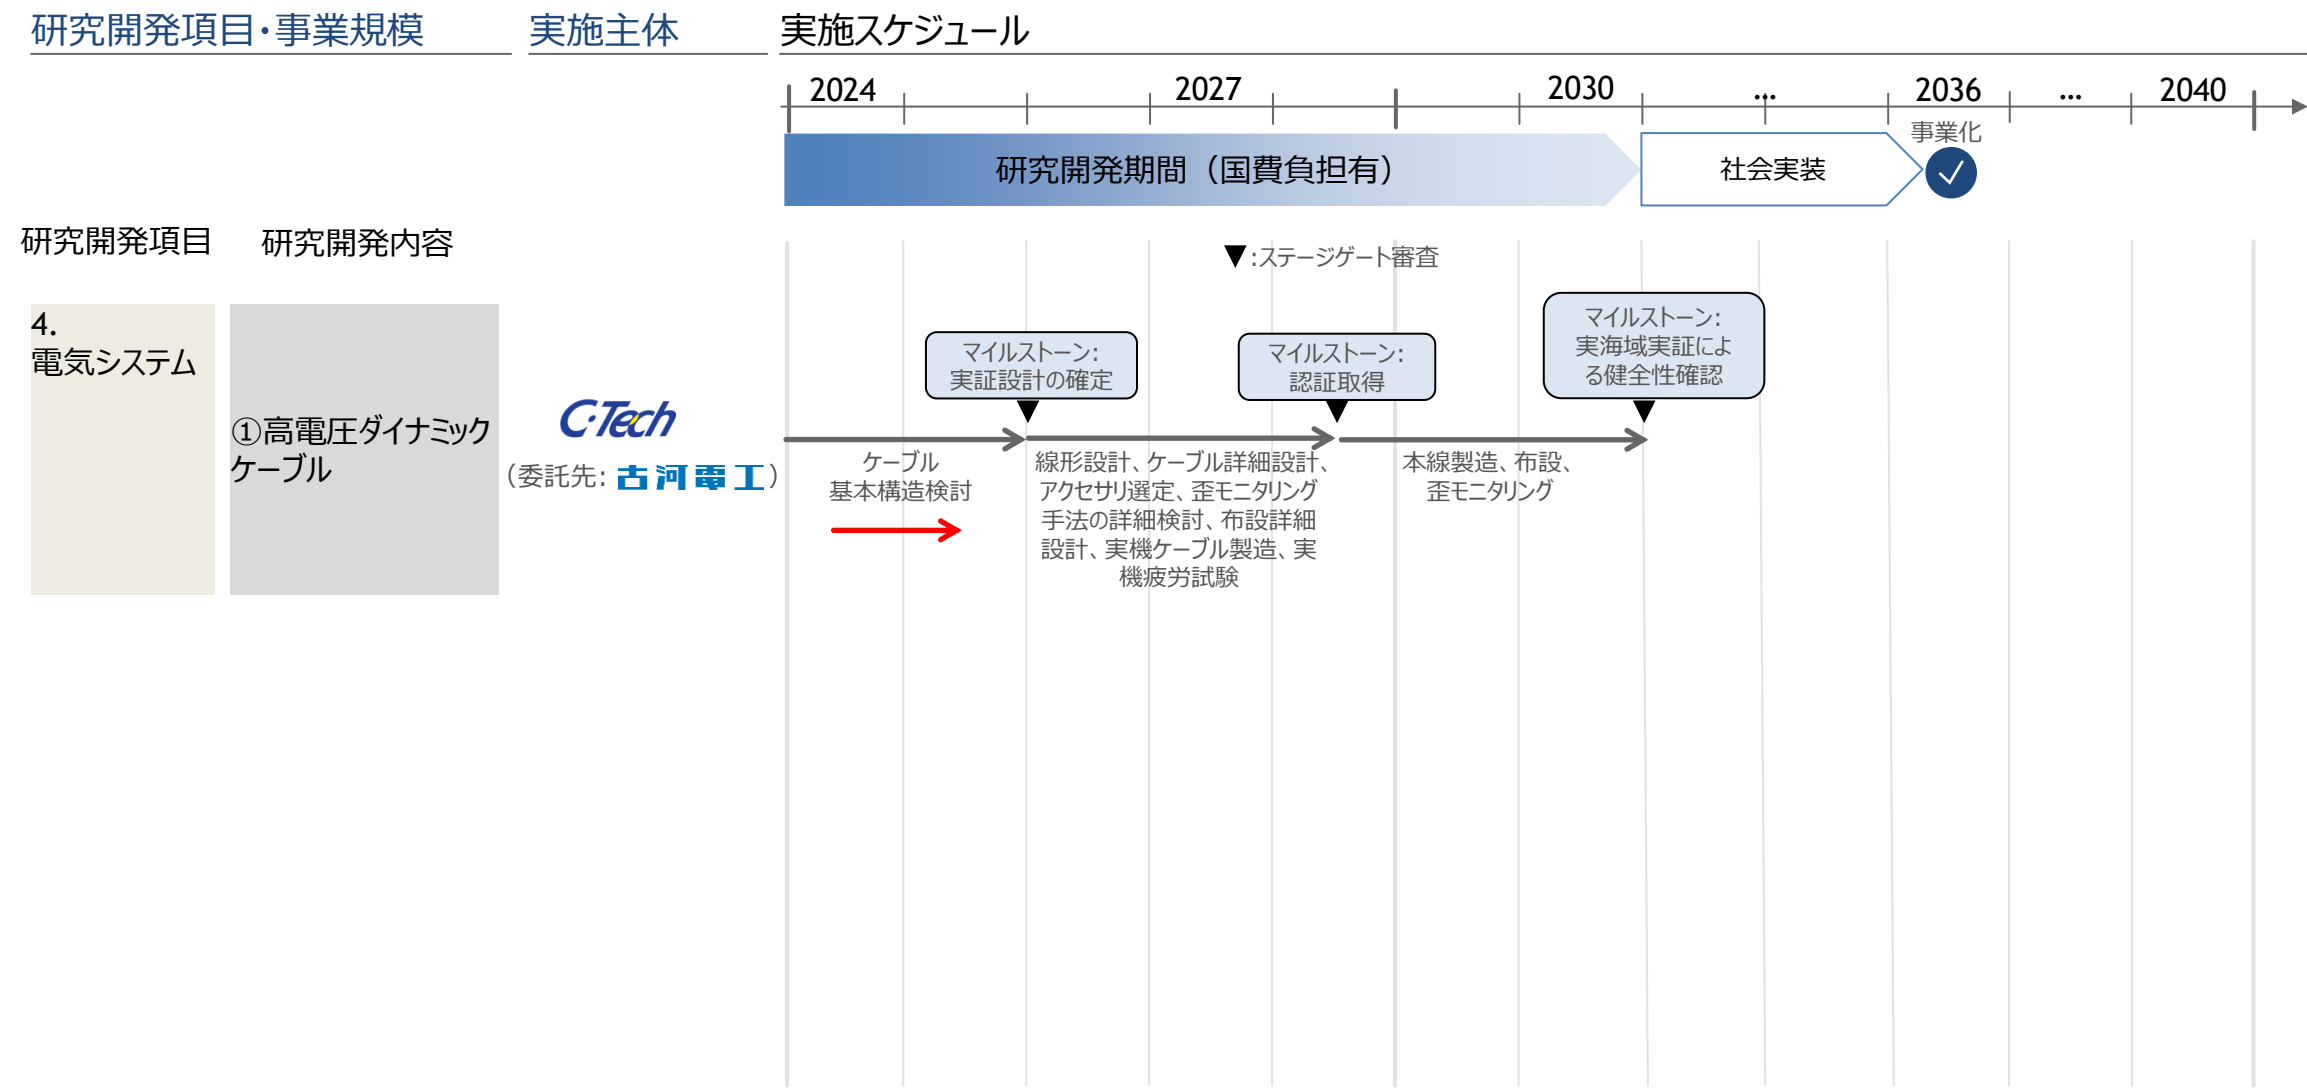 研究開発項目・事業規模
実施主体
実施スケジュール
2024
2027
2030
...
2036
...
2040
事業化
研究開発期間（国費負担有）
社会実装
研究開発項目
研究開発内容
▼:ステージゲート審査
4.
電気システム
①高電圧ダイナミック
ケーブル
C・Tech
（委託先: 古河電工）
マイルストーン:
実証設計の確定
マイルストーン:
認証取得
マイルストーン:
実海域実証によ
る健全性確認
ケーブル
基本構造検討
線形設計、ケーブル詳細設計、
アクセサリ選定、歪モニタリング
手法の詳細検討、布設詳細
設計、実機ケーブル製造、実
機疲労試験
本線製造、布設、
歪モニタリング